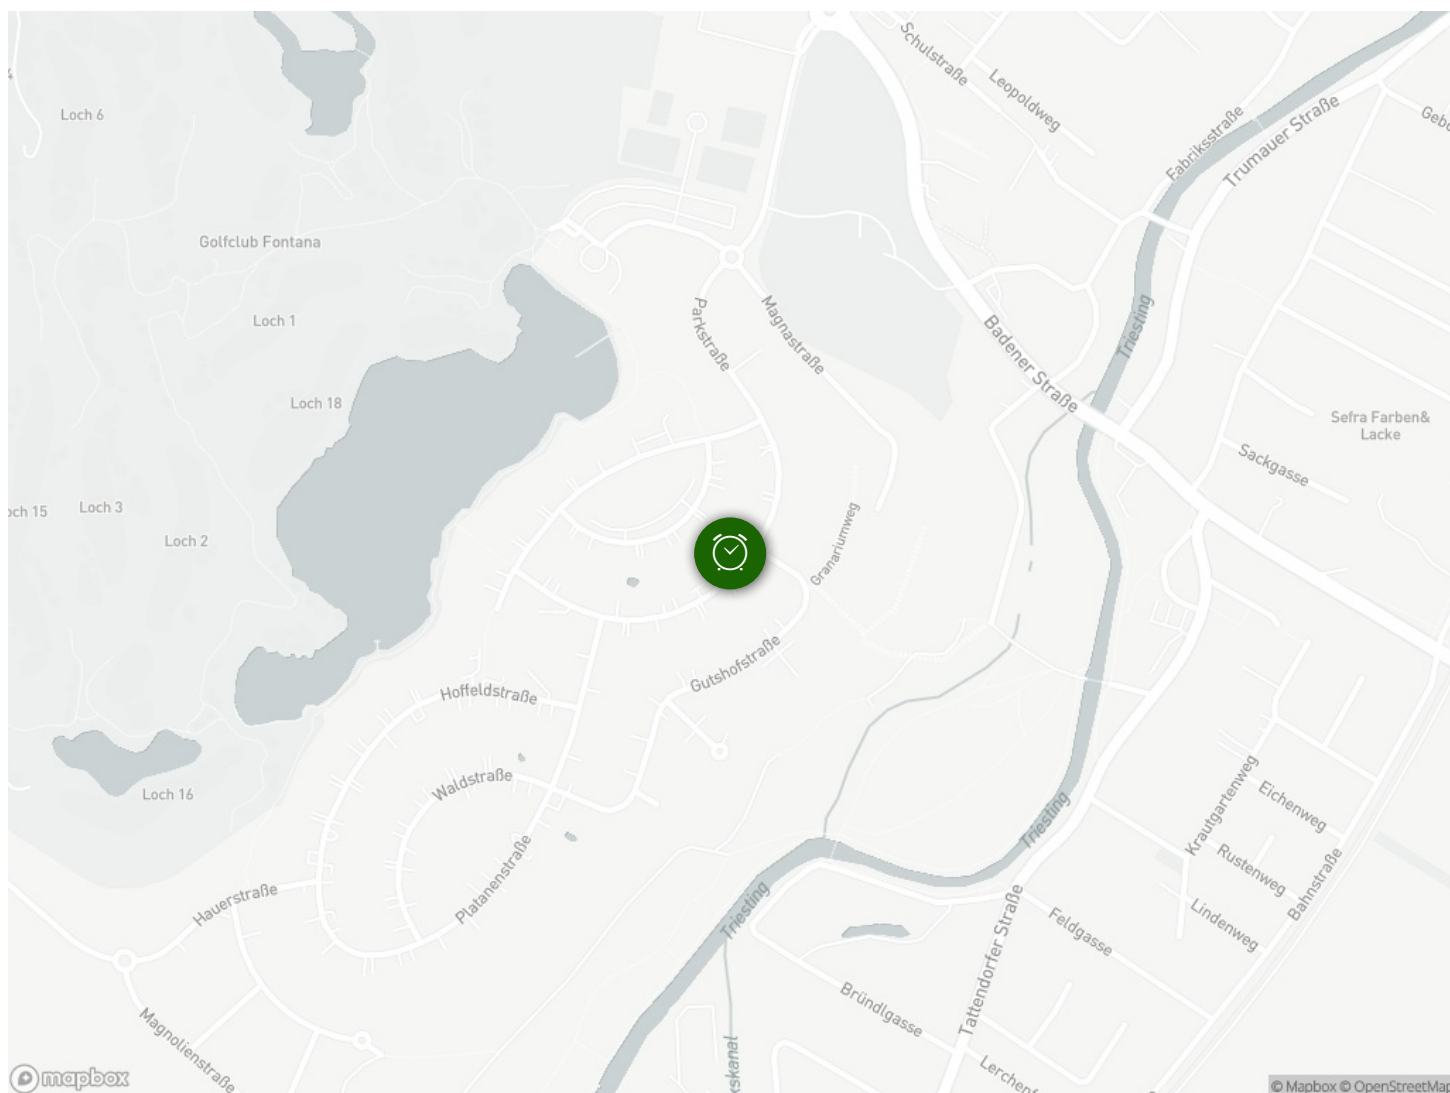 Schulstraße
Leopoldweg
Loch 6
Fabriksstraße
Trumauer Straße
Golfclub Fontana
Loch 1
Parkstraße
Magnastraße
Badener Straße
Triesting
Loch 18
Sefra Farben&
Lacke
Sackgasse
Loch 3
Loch 2
Granariumweg
Gutshofstraße
Hoffeldstraße
Waldstraße
Loch 16
Platanenstraße
Hauerstraße
Triesting
Triesting
Krautgartenweg
Eichenweg
Rustenweg
Lindenweg
Bahnstraße
Feldgasse
Tattendorfer Straße
Bründlgasse
Magnolienstraße
mapbox
© Mapbox © OpenStreetMap